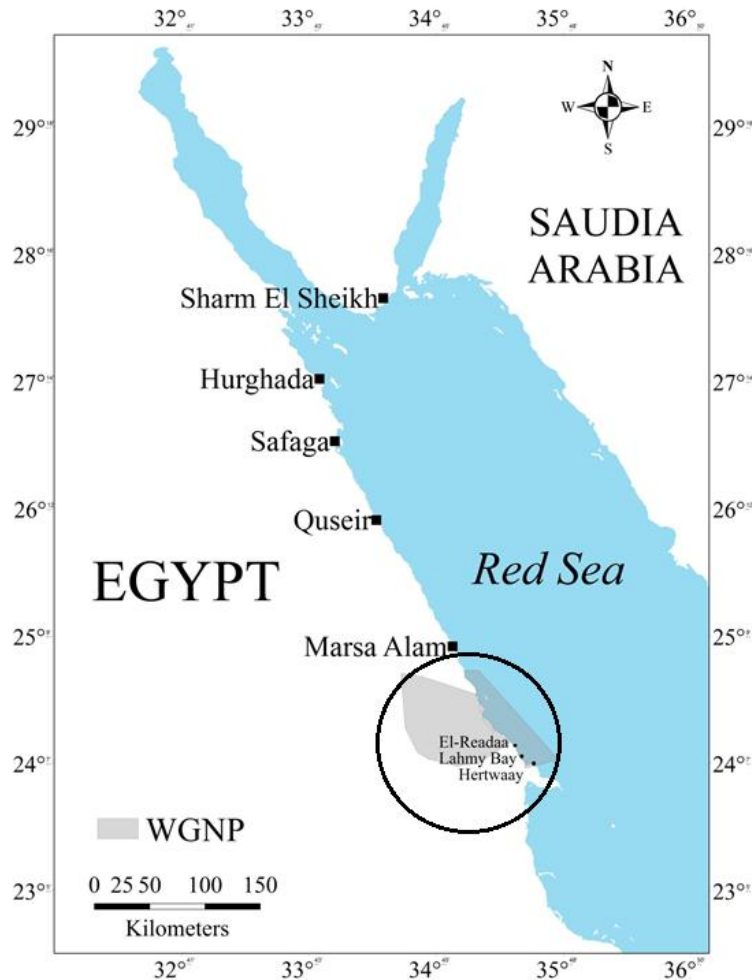 32° 33° 34° 35° 36°
N
W E
S
29°
29°
SAUDIA
ARABIA
28°
28°
Sharm El Sheikh
27°
Hurghada
27°
Safaga
26°
Quseir
26°
EGYPT
Red Sea
25°
Marsa Alam
25°
El-Readaa
Lahmy Bay
24°
Hertwaay
24°
WGNP
0 25 50 100 150
Kilometers
23°
23°
32° 33° 34° 35° 36°